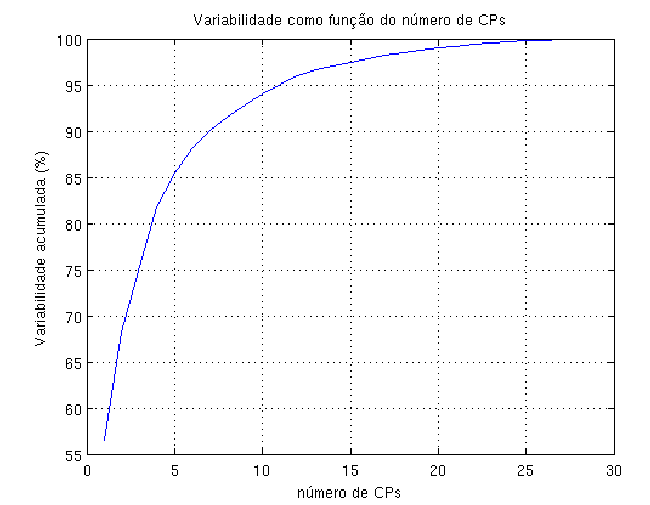 Variabilidade como função do número de CPs
Variabilidade acumulada (%)
100
95
90
85
80
75
70
65
60
55
0 5 10 15 20 25 30
número de CPs